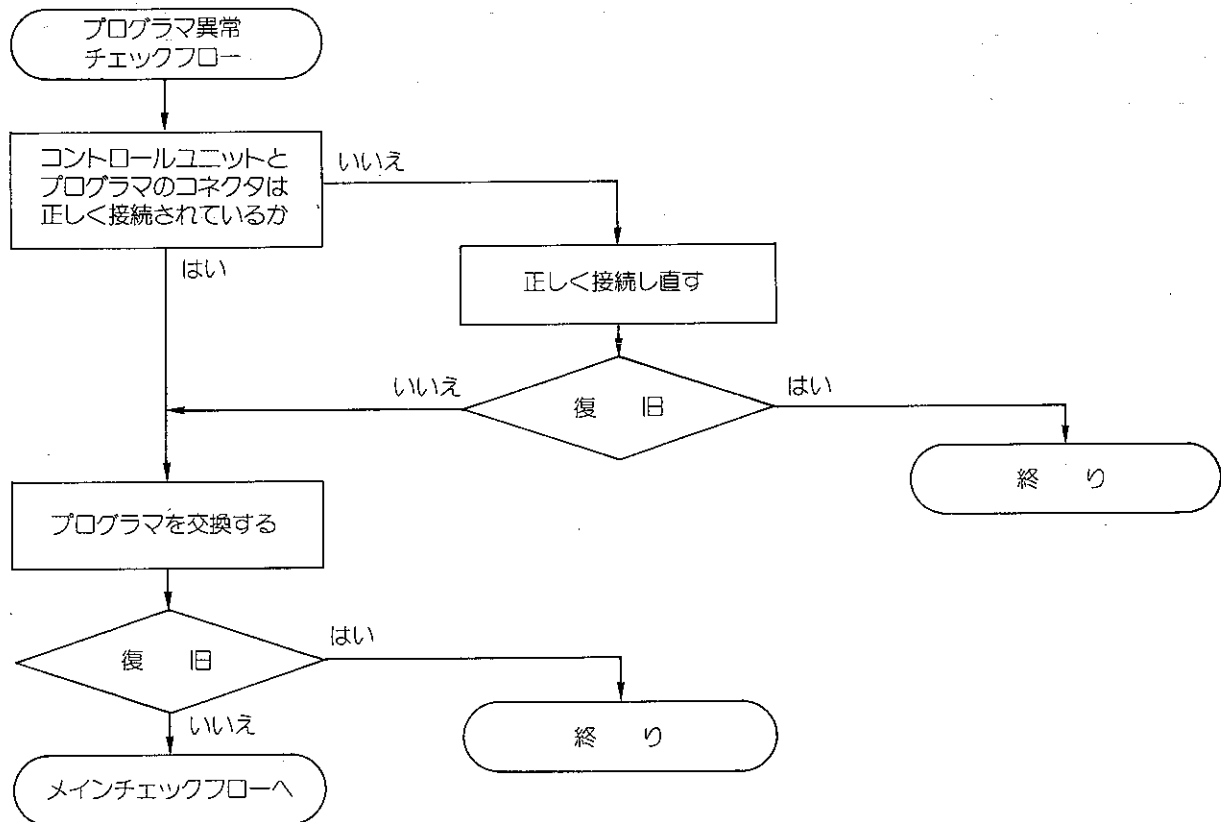 プログラマ異常
チェックフロー
コントロールユニットと
プログラマのコネクタは
正しく接続されているか
いいえ
はい
正しく接続し直す
いいえ
復 旧
はい
終 り
プログラマを交換する
復 旧
はい
いいえ
終 り
メインチェックフローへ